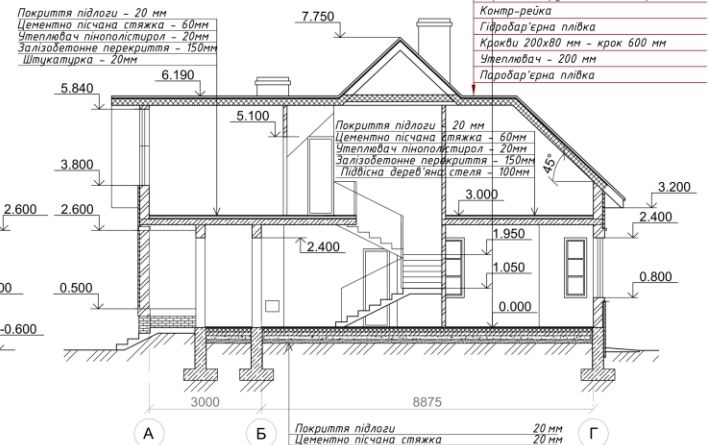 Покриття підлоги - 20 мм
Цементно пісчана стяжка - 60мм
Утеплювач пінополістирол - 20мм
Залізобетонне перекриття - 150мм
Штукатурка - 20мм
7.750
Контр-рейка
Гідробар'єрна плівка
Крокви 200х80 мм - крок 600 мм
Утеплювач - 200 мм
Паробар'єрна плівка
6.190
5.840
5.100
Покриття підлоги - 20 мм
Цементно пісчана стяжка - 60мм
Утеплювач пінополістирол - 20мм
Залізобетонне перекриття - 150мм
Підвісна дерев'яна стеля - 100мм
45°
3.800
3.200
3.000
2.600
2.600
2.400
2.400
1.950
1.050
0.800
0.500
0.000
-0.600
3000
8875
А
Б
Г
Покриття підлоги 20 мм
Цементно пісчана стяжка 20 мм